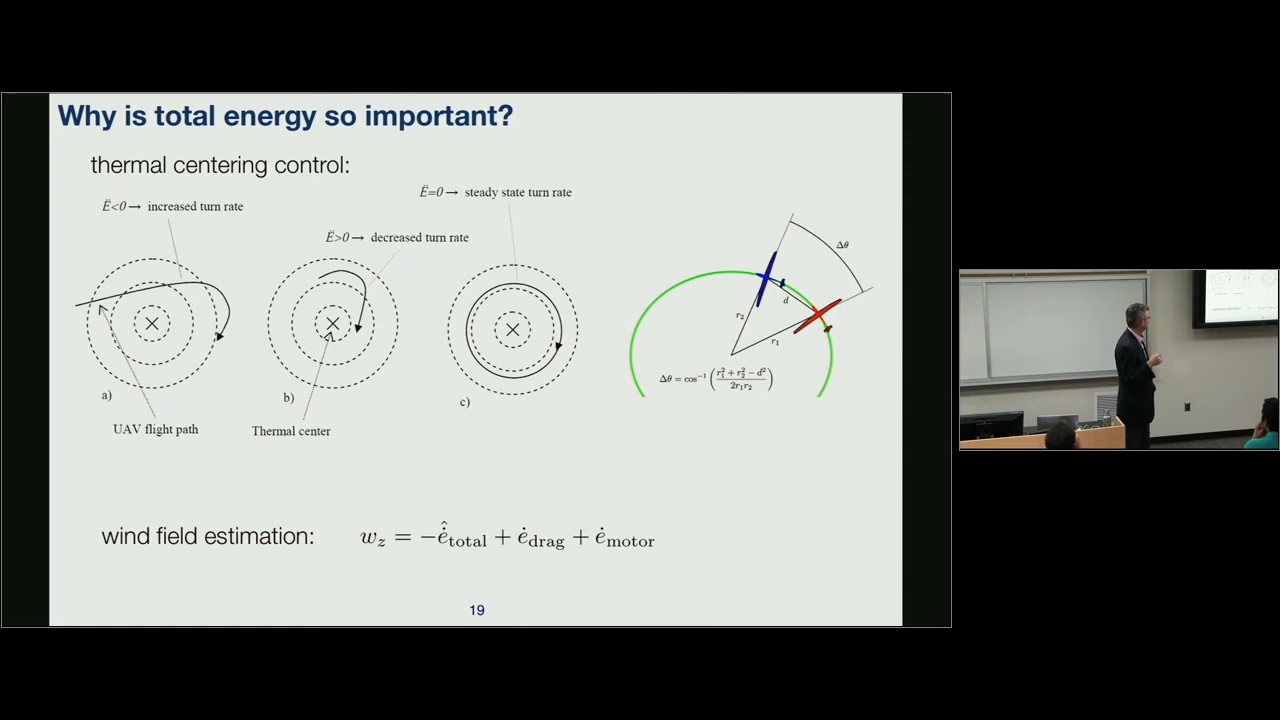 Why is total energy so important?
thermal centering control:
Ë=0→ steady state turn rate
Ë<0→ increased turn rate
Ë>0→ decreased turn rate
Δθ
d
r₂
r₁
Δθ = cos⁻¹ ( (r₁² + r₂² − d²) / (2r₁r₂) )
a)
b)
c)
UAV flight path
Thermal center
wind field estimation: w_z = −ė̂_total + ė_drag + ė_motor
19